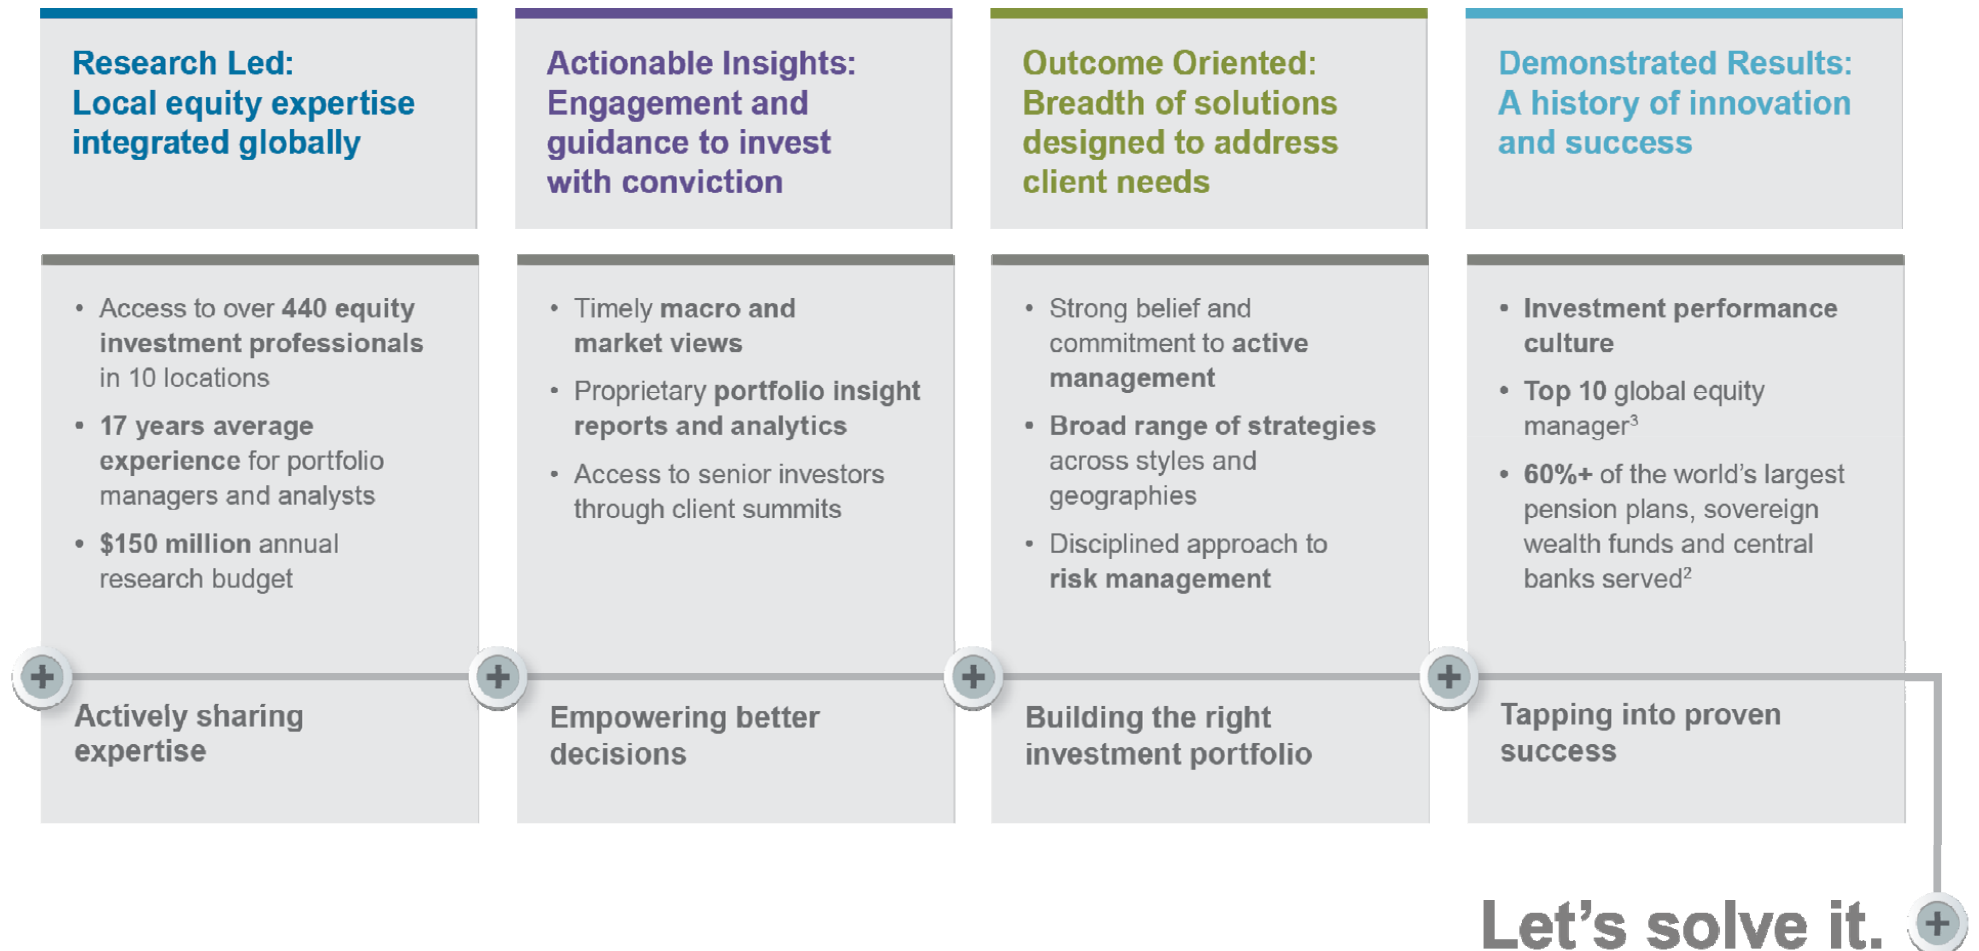 Research Led:
Local equity expertise
integrated globally
Actionable Insights:
Engagement and
guidance to invest
with conviction
Outcome Oriented:
Breadth of solutions
designed to address
client needs
Demonstrated Results:
A history of innovation
and success
• Access to over 440 equity
investment professionals
in 10 locations
• 17 years average
experience for portfolio
managers and analysts
• $150 million annual
research budget
• Timely macro and
market views
• Proprietary portfolio insight
reports and analytics
• Access to senior investors
through client summits
• Strong belief and
commitment to active
management
• Broad range of strategies
across styles and
geographies
• Disciplined approach to
risk management
• Investment performance
culture
• Top 10 global equity
manager³
• 60%+ of the world’s largest
pension plans, sovereign
wealth funds and central
banks served²
Actively sharing
expertise
Empowering better
decisions
Building the right
investment portfolio
Tapping into proven
success
Let’s solve it.